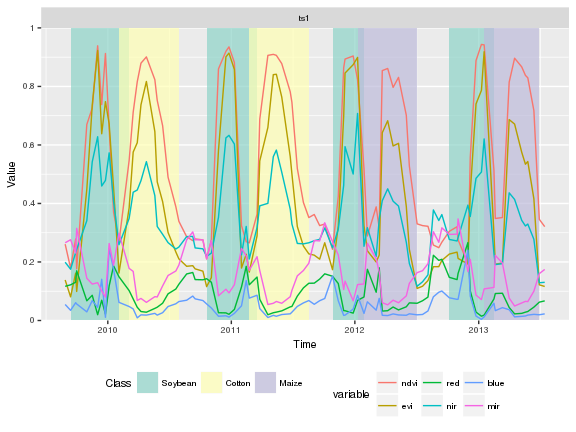 ts1
1
0.8
0.6
0.4
0.2
0
Value
2010 2011 2012 2013
Time
Class Soybean Cotton Maize
variable ndvi red blue
evi nir mir